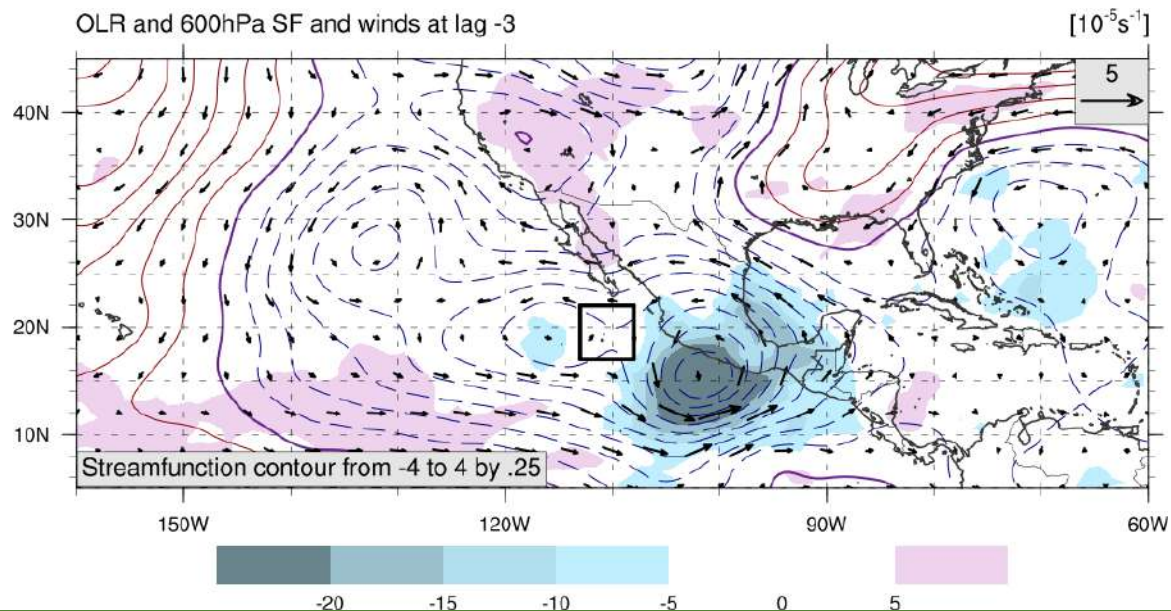 OLR and 600hPa SF and winds at lag -3 [10⁻⁵s⁻¹]
5
40N
30N
20N
10N
Streamfunction contour from -4 to 4 by .25
150W 120W 90W 60W
-20 -15 -10 -5 0 5